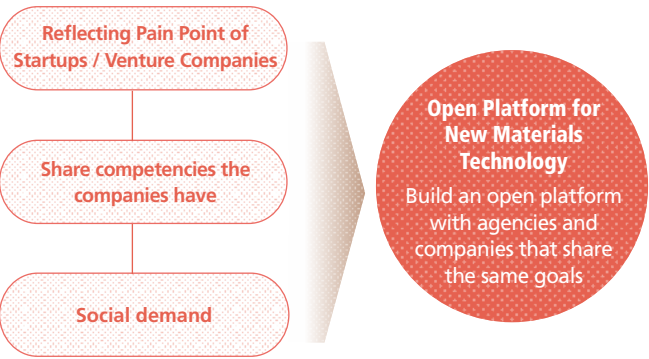 Reflecting Pain Point of
Startups / Venture Companies
Share competencies the
companies have
Social demand
Open Platform for
New Materials
Technology
Build an open platform
with agencies and
companies that share
the same goals